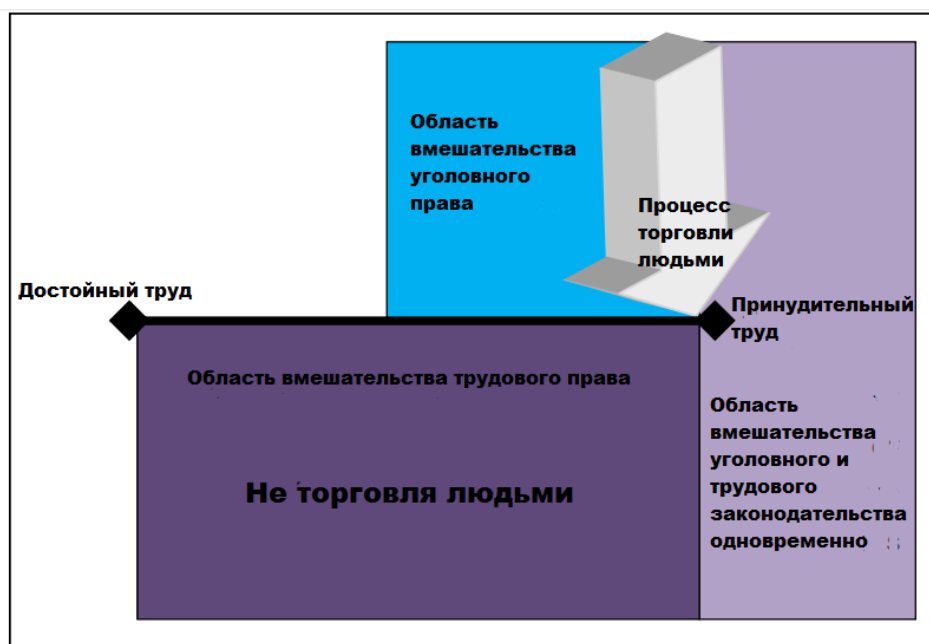 Область
вмешательства
уголовного
права
Процесс
торговли
людьми
Достойный труд
Принудительный
труд
Область вмешательства трудового права
Не торговля людьми
Область
вмешательства
уголовного и
трудового
законодательства
одновременно